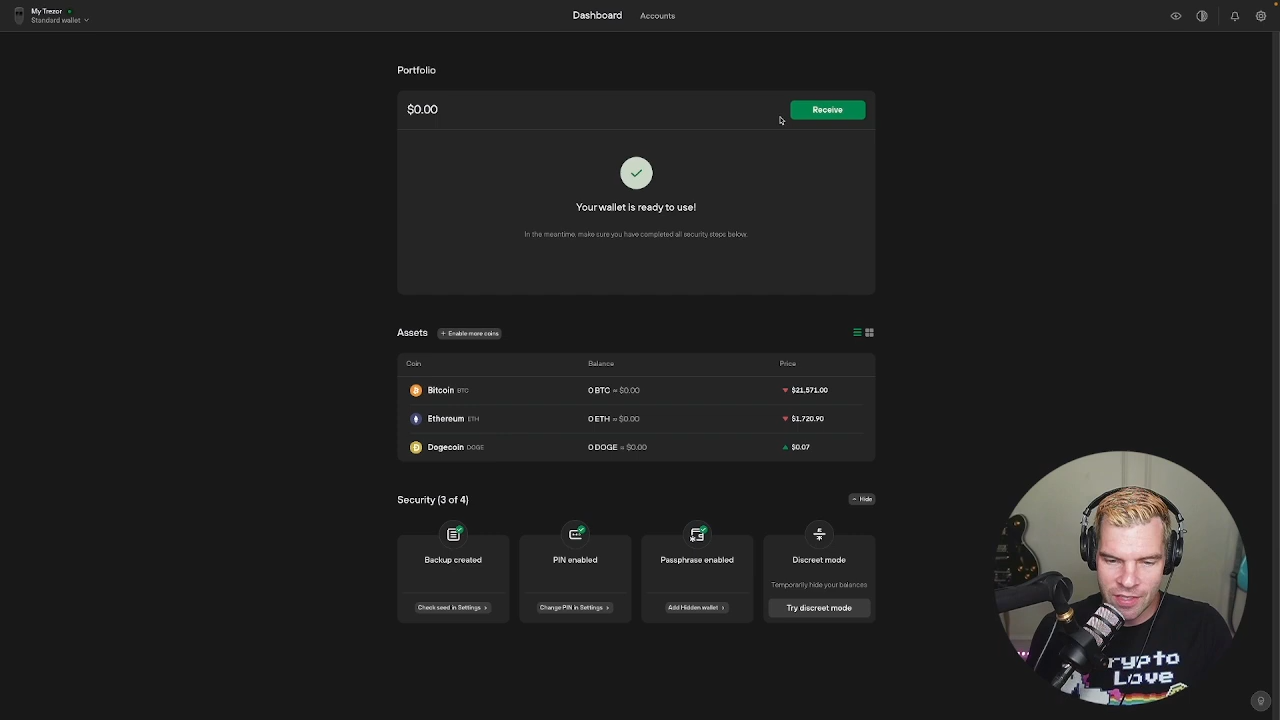 My Trezor
Standard wallet
Dashboard
Accounts
Portfolio
$0.00
Receive
Your wallet is ready to use!
In the meantime, make sure you have completed all security steps below.
Assets
+ Enable more coins
Coin Balance Price
Bitcoin BTC 0 BTC ≈ $0.00 $21,571.00
Ethereum ETH 0 ETH ≈ $0.00 $1,720.90
Dogecoin DOGE 0 DOGE ≈ $0.00 $0.07
Security (3 of 4)
− Hide
Backup created
Check seed in Settings ›
PIN enabled
Change PIN in Settings ›
Passphrase enabled
Add Hidden wallet ›
Discreet mode
Temporarily hide your balances
Try discreet mode
Love